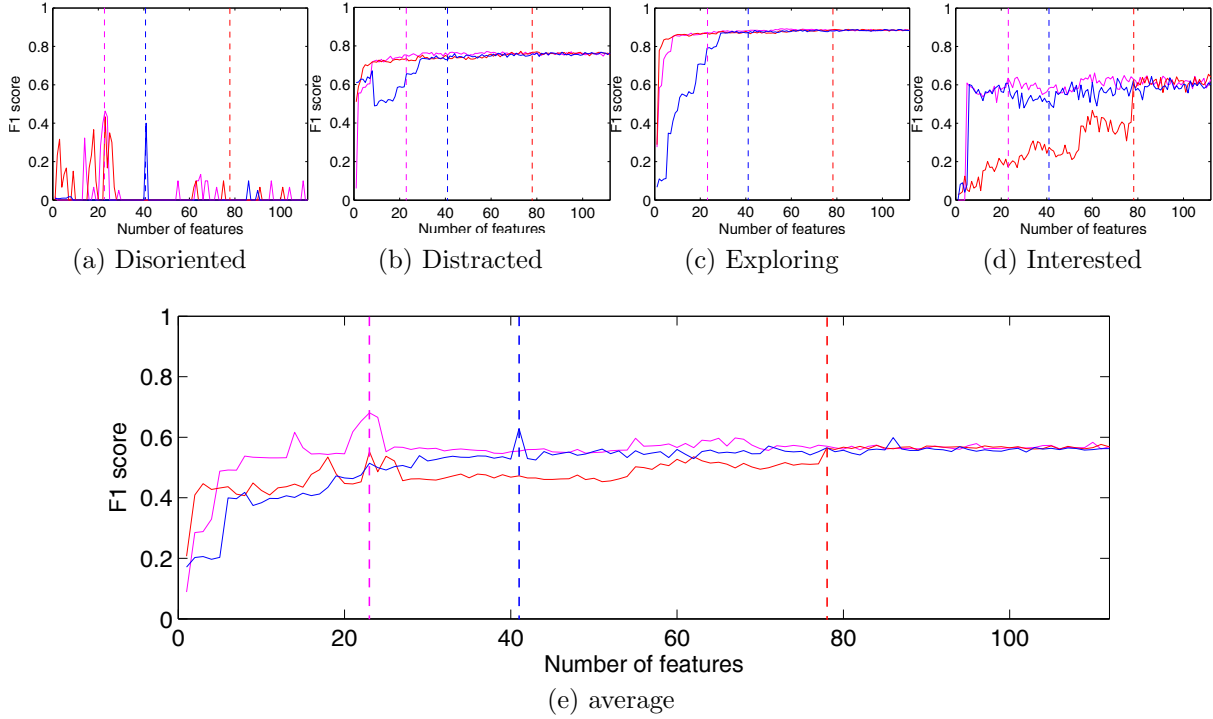 1
0.8
0.6
0.4
0.2
0
F1 score
0 20 40 60 80 100
Number of features
(a) Disoriented
1
0.8
0.6
0.4
0.2
0
F1 score
0 20 40 60 80 100
Number of features
(b) Distracted
1
0.8
0.6
0.4
0.2
0
F1 score
0 20 40 60 80 100
Number of features
(c) Exploring
1
0.8
0.6
0.4
0.2
0
F1 score
0 20 40 60 80 100
Number of features
(d) Interested
1
0.8
0.6
0.4
0.2
0
F1 score
0 20 40 60 80 100
Number of features
(e) average